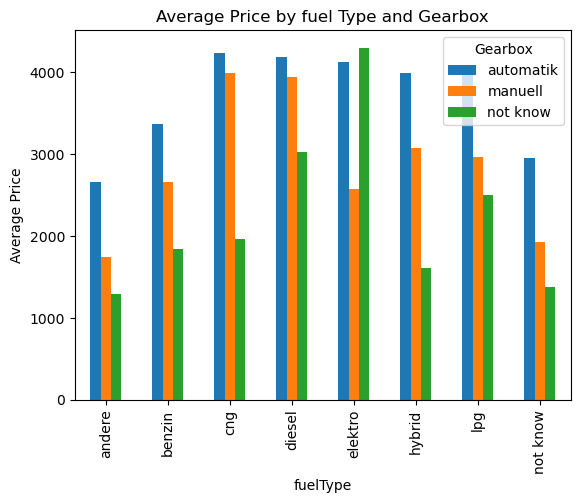 Average Price by fuel Type and Gearbox
Gearbox
automatik
manuell
not know
Average Price
4000
3000
2000
1000
0
andere
benzin
cng
diesel
elektro
hybrid
lpg
not know
fuelType